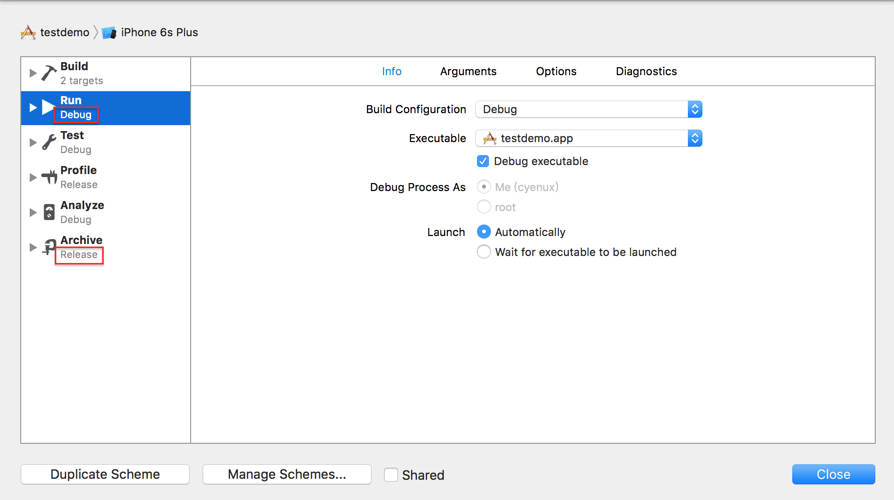 testdemo iPhone 6s Plus
Build
2 targets
Run
Debug
Test
Debug
Profile
Release
Analyze
Debug
Archive
Release
Info Arguments Options Diagnostics
Build Configuration Debug
Executable testdemo.app
Debug executable
Debug Process As Me (cyenux)
root
Launch Automatically
Wait for executable to be launched
Duplicate Scheme Manage Schemes... Shared Close